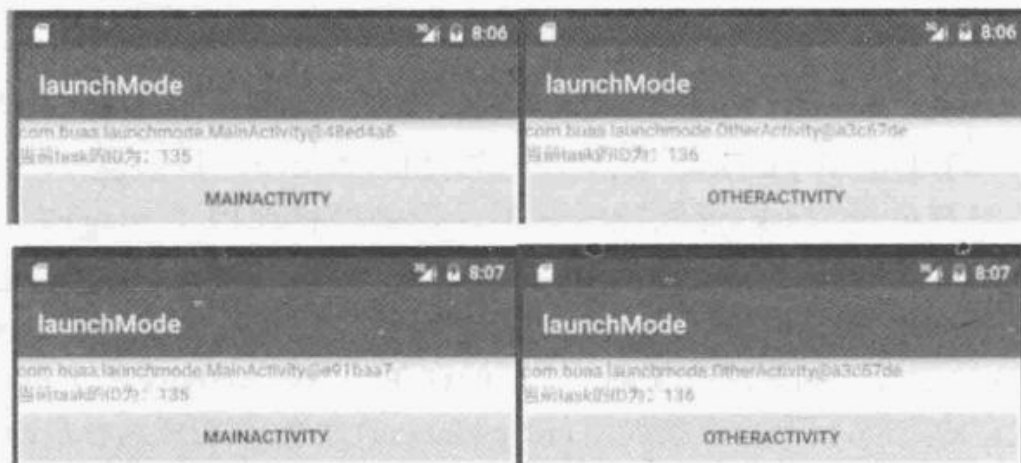 8:06
launchMode
com.buaa.launchmode.MainActivity@48ed4a6
当前task的ID为：135
MAINACTIVITY
8:06
launchMode
com.buaa.launchmode.OtherActivity@a3c67de
当前task的ID为：136
OTHERACTIVITY
8:07
launchMode
com.buaa.launchmode.MainActivity@e91baa7
当前task的ID为：135
MAINACTIVITY
8:07
launchMode
com.buaa.launchmode.OtherActivity@a3c67de
当前task的ID为：136
OTHERACTIVITY